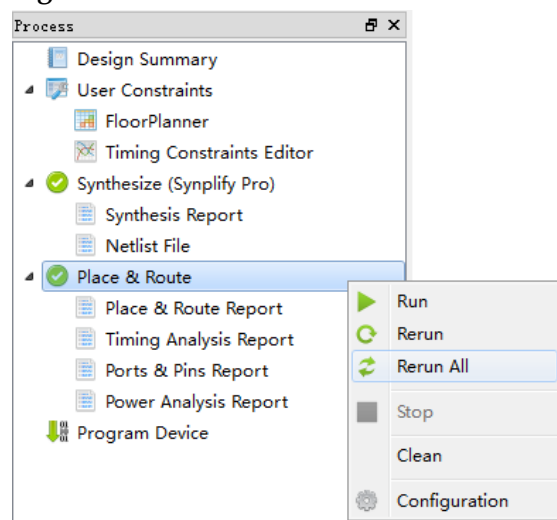 Process
Design Summary
User Constraints
FloorPlanner
Timing Constraints Editor
Synthesize (Synplify Pro)
Synthesis Report
Netlist File
Place & Route
Place & Route Report
Timing Analysis Report
Ports & Pins Report
Power Analysis Report
Program Device
Run
Rerun
Rerun All
Stop
Clean
Configuration